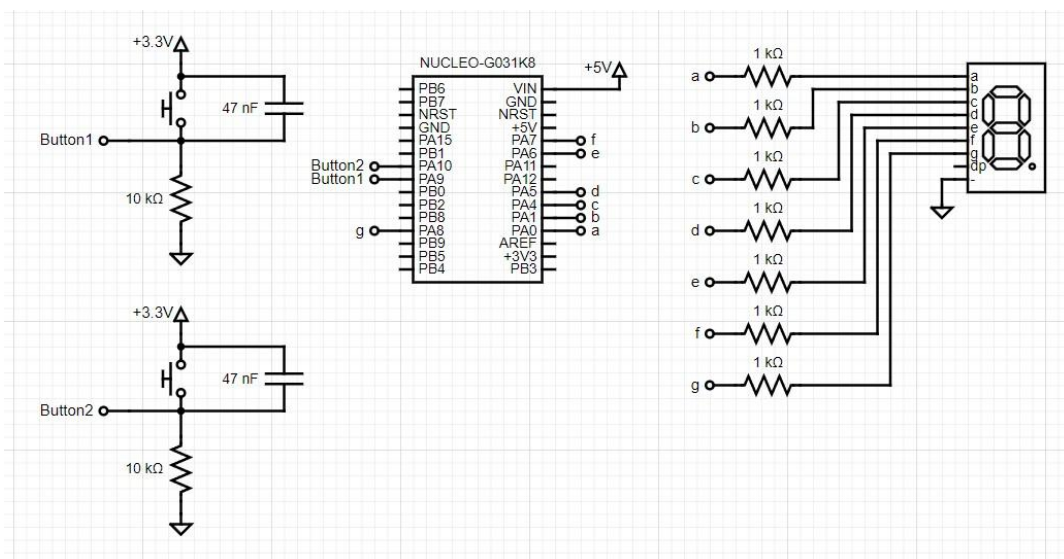 +3.3V
47 nF
Button1
10 kΩ
+3.3V
47 nF
Button2
10 kΩ
NUCLEO-G031K8
+5V
PB6 VIN
PB7 GND
NRST NRST
GND +5V
PA15 PA7 f
PB1 PA6 e
Button2 PA10 PA11
Button1 PA9 PA12
PB0 PA5 d
PB2 PA4 c
PB8 PA1 b
g PA8 PA0 a
PB9 AREF
PB5 +3V3
PB4 PB3
1 kΩ
a
1 kΩ
b
1 kΩ
c
1 kΩ
d
1 kΩ
e
1 kΩ
f
1 kΩ
g
a
b
c
d
e
f
g
dp
-